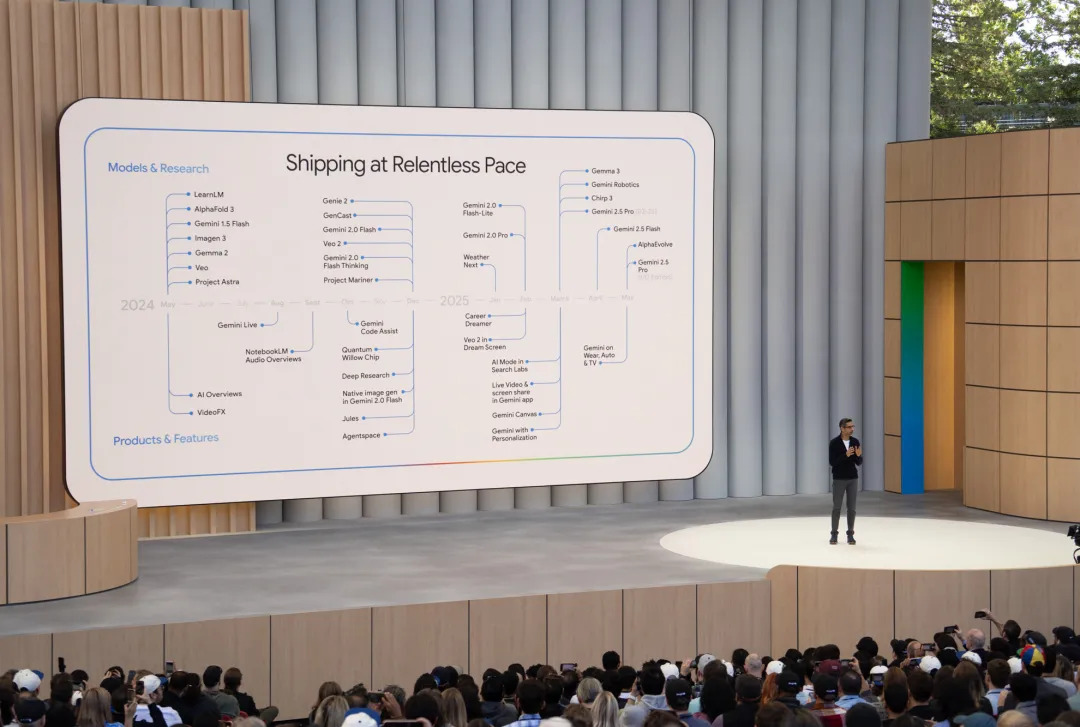 Shipping at Relentless Pace
Models & Research
LearnLM
AlphaFold 3
Gemini 1.5 Flash
Imagen 3
Gemma 2
Veo
Project Astra
Genie 2
GenCast
Gemini 2.0 Flash
Veo 2
Gemini 2.0
Flash Thinking
Project Mariner
Gemini 2.0
Flash-Lite
Gemini 2.0 Pro
Weather
Next
Gemma 3
Gemini Robotics
Chirp 3
Gemini 2.5 Pro
Gemini 2.5 Flash
AlphaEvolve
Gemini 2.5
Pro
2024 May June July Aug Sept Oct Nov Dec 2025 Jan Feb March April May
Gemini Live
NotebookLM
Audio Overviews
AI Overviews
VideoFX
Gemini
Code Assist
Quantum
Willow Chip
Deep Research
Native image gen
in Gemini 2.0 Flash
Jules
Agentspace
Career
Dreamer
Veo 2 in
Dream Screen
AI Mode in
Search Labs
Live Video &
screen share
in Gemini app
Gemini Canvas
Gemini with
Personalization
Gemini on
Wear, Auto
& TV
Products & Features